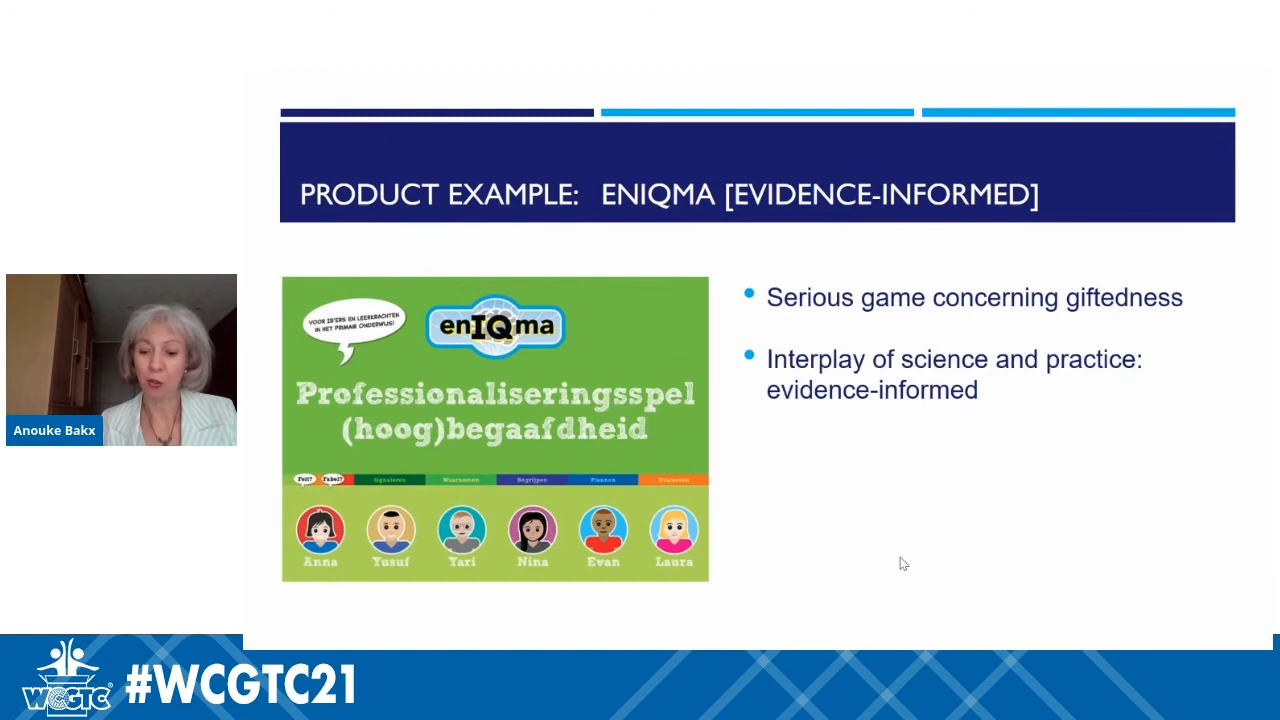 PRODUCT EXAMPLE: ENIQMA [EVIDENCE-INFORMED]
VOOR IB'ERS EN LEERKRACHTEN
IN HET PRIMAIR ONDERWIJS!
enIQma
Professionaliseringsspel
(hoog)begaafdheid
Feit? Fabel? Signaleren Waarnemen Begrijpen Plannen Evalueren
Anna Yusuf Yari Nina Evan Laura
Serious game concerning giftedness
Interplay of science and practice:
evidence-informed
Anouke Bakx
WCGTC
#WCGTC21